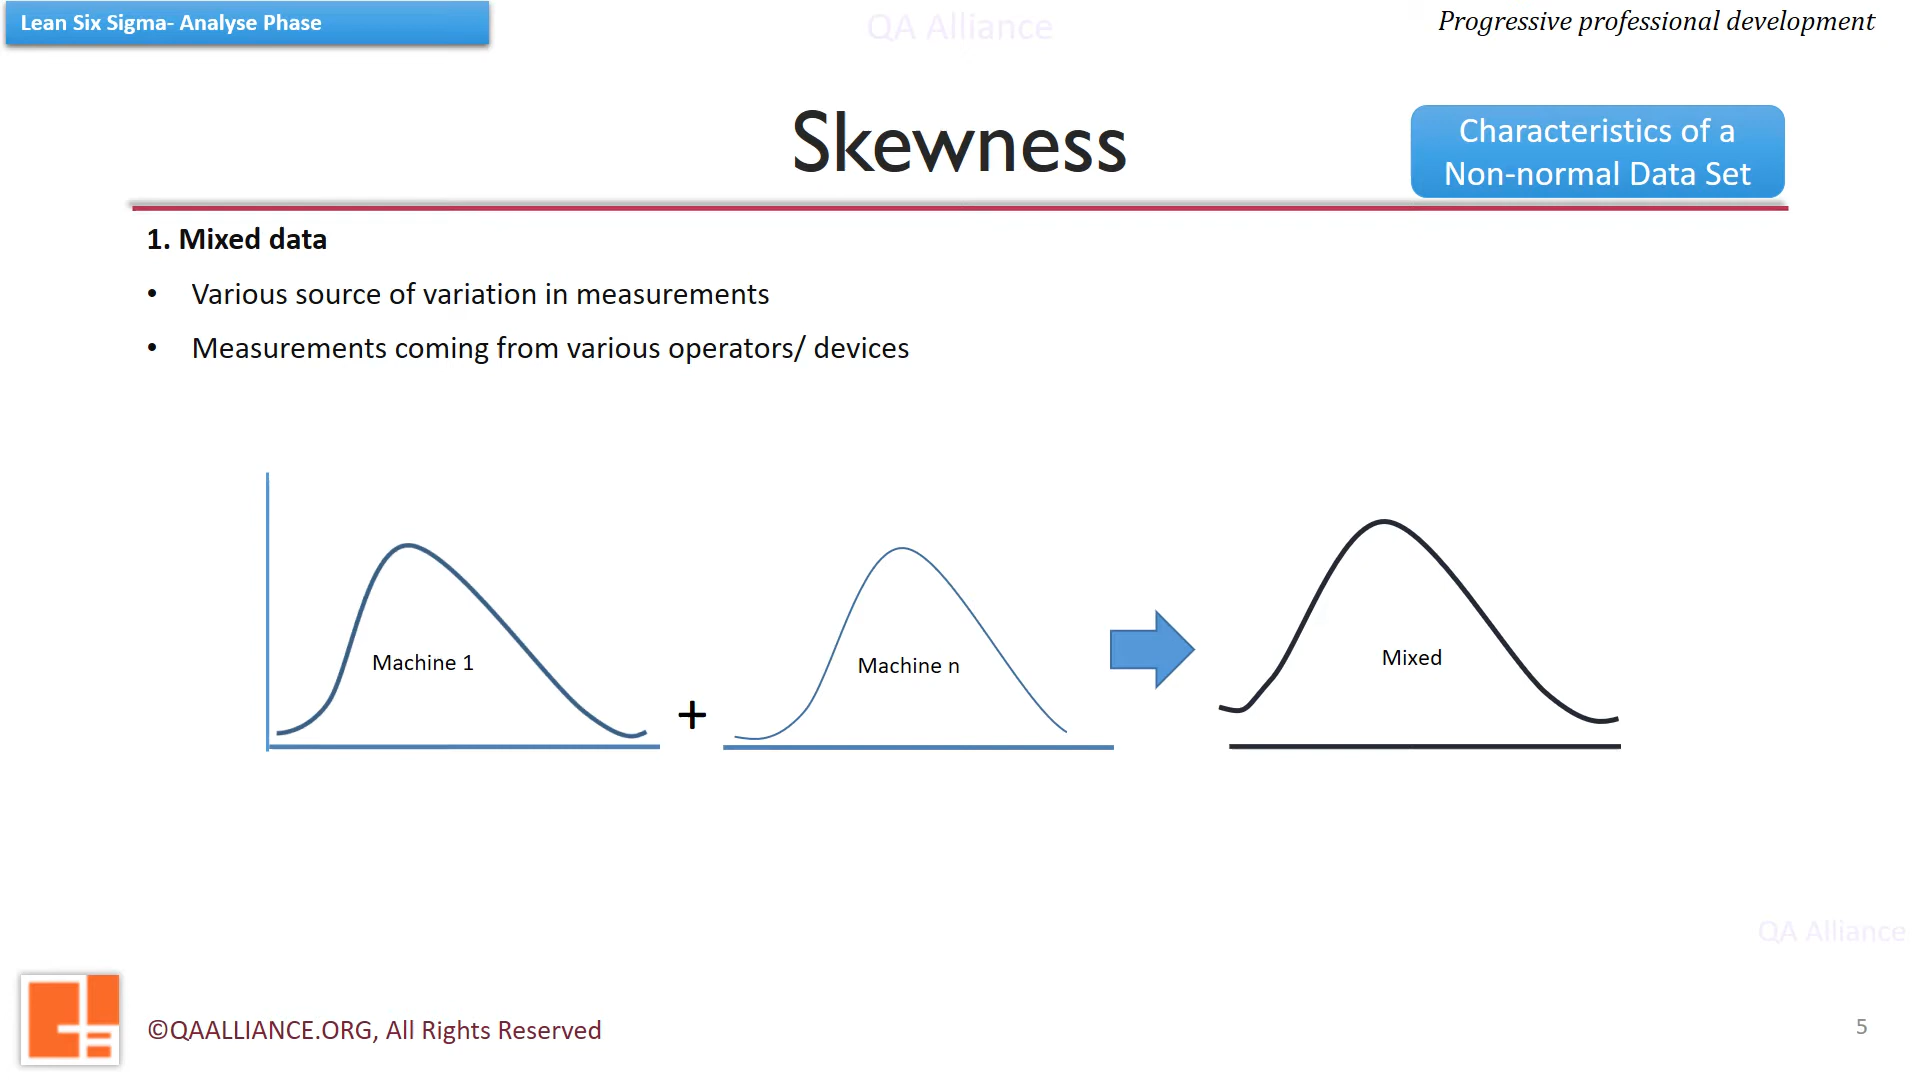 Lean Six Sigma- Analyse Phase
QA Alliance
Progressive professional development
Skewness
Characteristics of a
Non-normal Data Set
1. Mixed data
• Various source of variation in measurements
• Measurements coming from various operators/ devices
Machine 1
+
Machine n
Mixed
QA Alliance
©QAALLIANCE.ORG, All Rights Reserved
5